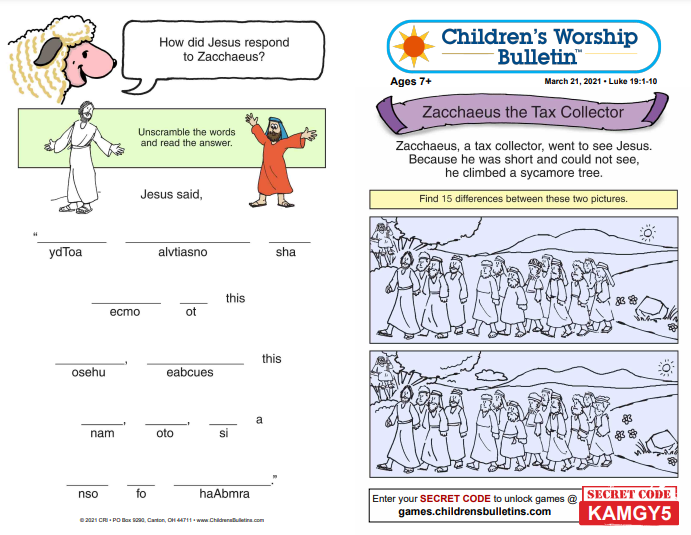 How did Jesus respond
to Zacchaeus?
Unscramble the words
and read the answer.
Jesus said,
“
ydToa alvtiasno sha
this
ecmo ot
, this
osehu eabcues
, , a
nam oto si
.”
nso fo haAbmra
© 2021 CRI • PO Box 9290, Canton, OH 44711 • www.ChildrensBulletins.com
Children's Worship
Bulletin™
Ages 7+
March 21, 2021 • Luke 19:1-10
Zacchaeus the Tax Collector
Zacchaeus, a tax collector, went to see Jesus.
Because he was short and could not see,
he climbed a sycamore tree.
Find 15 differences between these two pictures.
Enter your SECRET CODE to unlock games @
games.childrensbulletins.com
SECRET CODE
KAMGY5